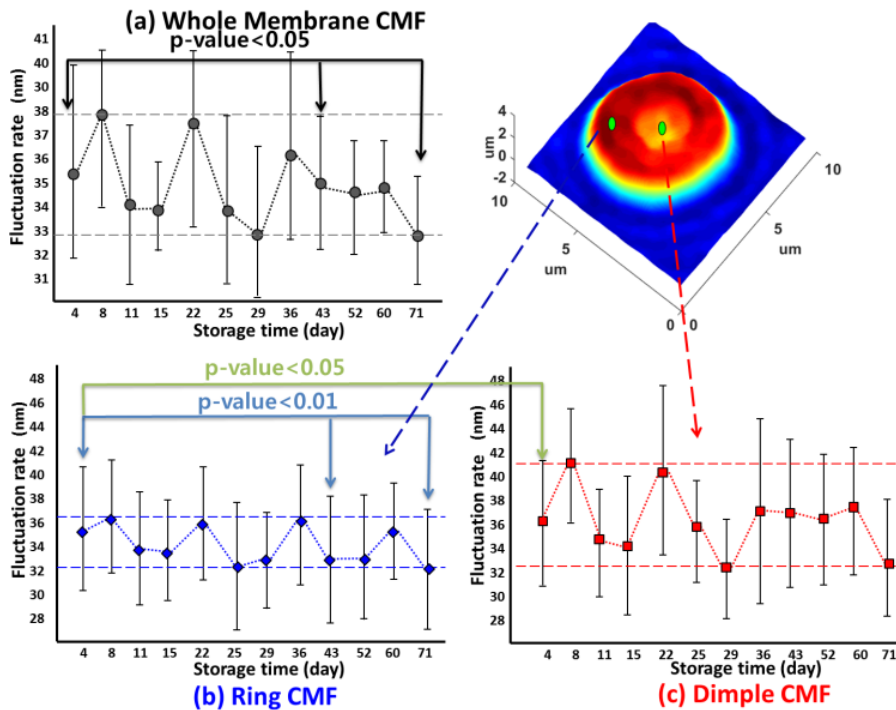 (a) Whole Membrane CMF
p-value<0.05
Fluctuation rate (nm)
41
40
39
38
37
36
35
34
33
32
31
4 8 11 15 22 25 29 36 43 52 60 71
Storage time (day)
um
4
2
0
-2
10
5
um
0
0
5
um
10
p-value<0.05
p-value<0.01
Fluctuation rate (nm)
48
46
44
42
40
38
36
34
32
30
28
4 8 11 15 22 25 29 36 43 52 60 71
Storage time (day)
(b) Ring CMF
Fluctuation rate (nm)
48
46
44
42
40
38
36
34
32
30
28
4 8 11 15 22 25 29 36 43 52 60 71
Storage time (day)
(c) Dimple CMF